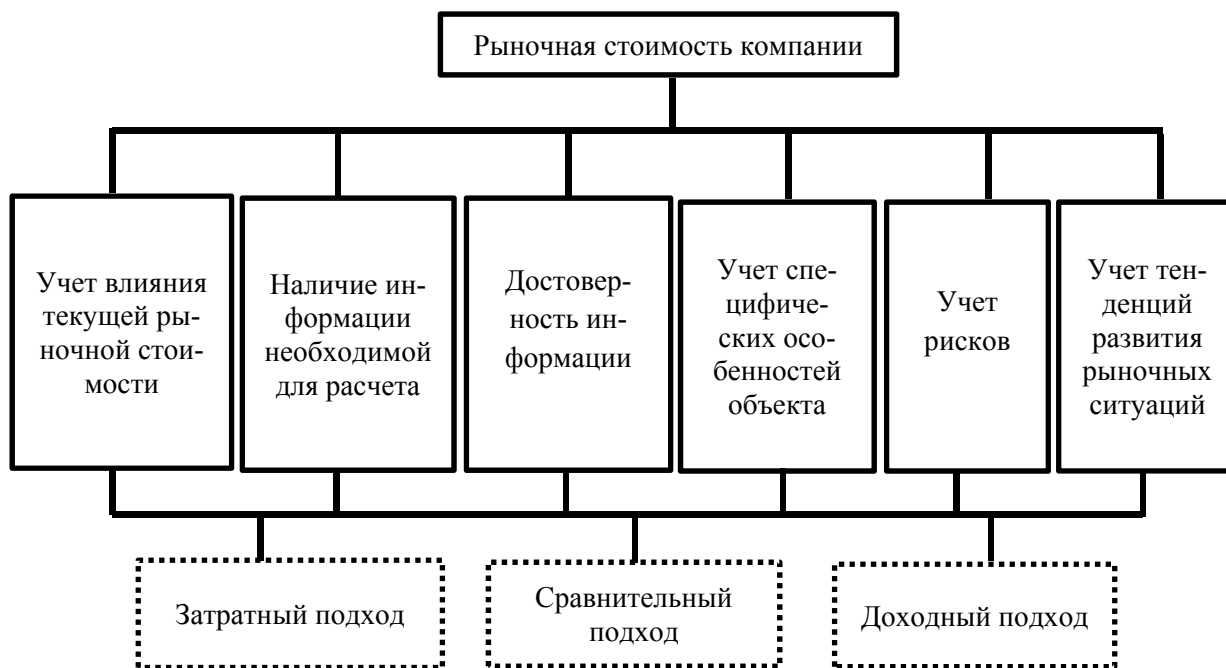 Рыночная стоимость компании
Учет влияния
текущей ры-
ночной стои-
мости
Наличие ин-
формации
необходимой
для расчета
Достовер-
ность ин-
формации
Учет спе-
цифиче-
ских осо-
бенностей
объекта
Учет
рисков
Учет тен-
денций
развития
рыночных
ситуаций
Затратный подход
Сравнительный
подход
Доходный подход